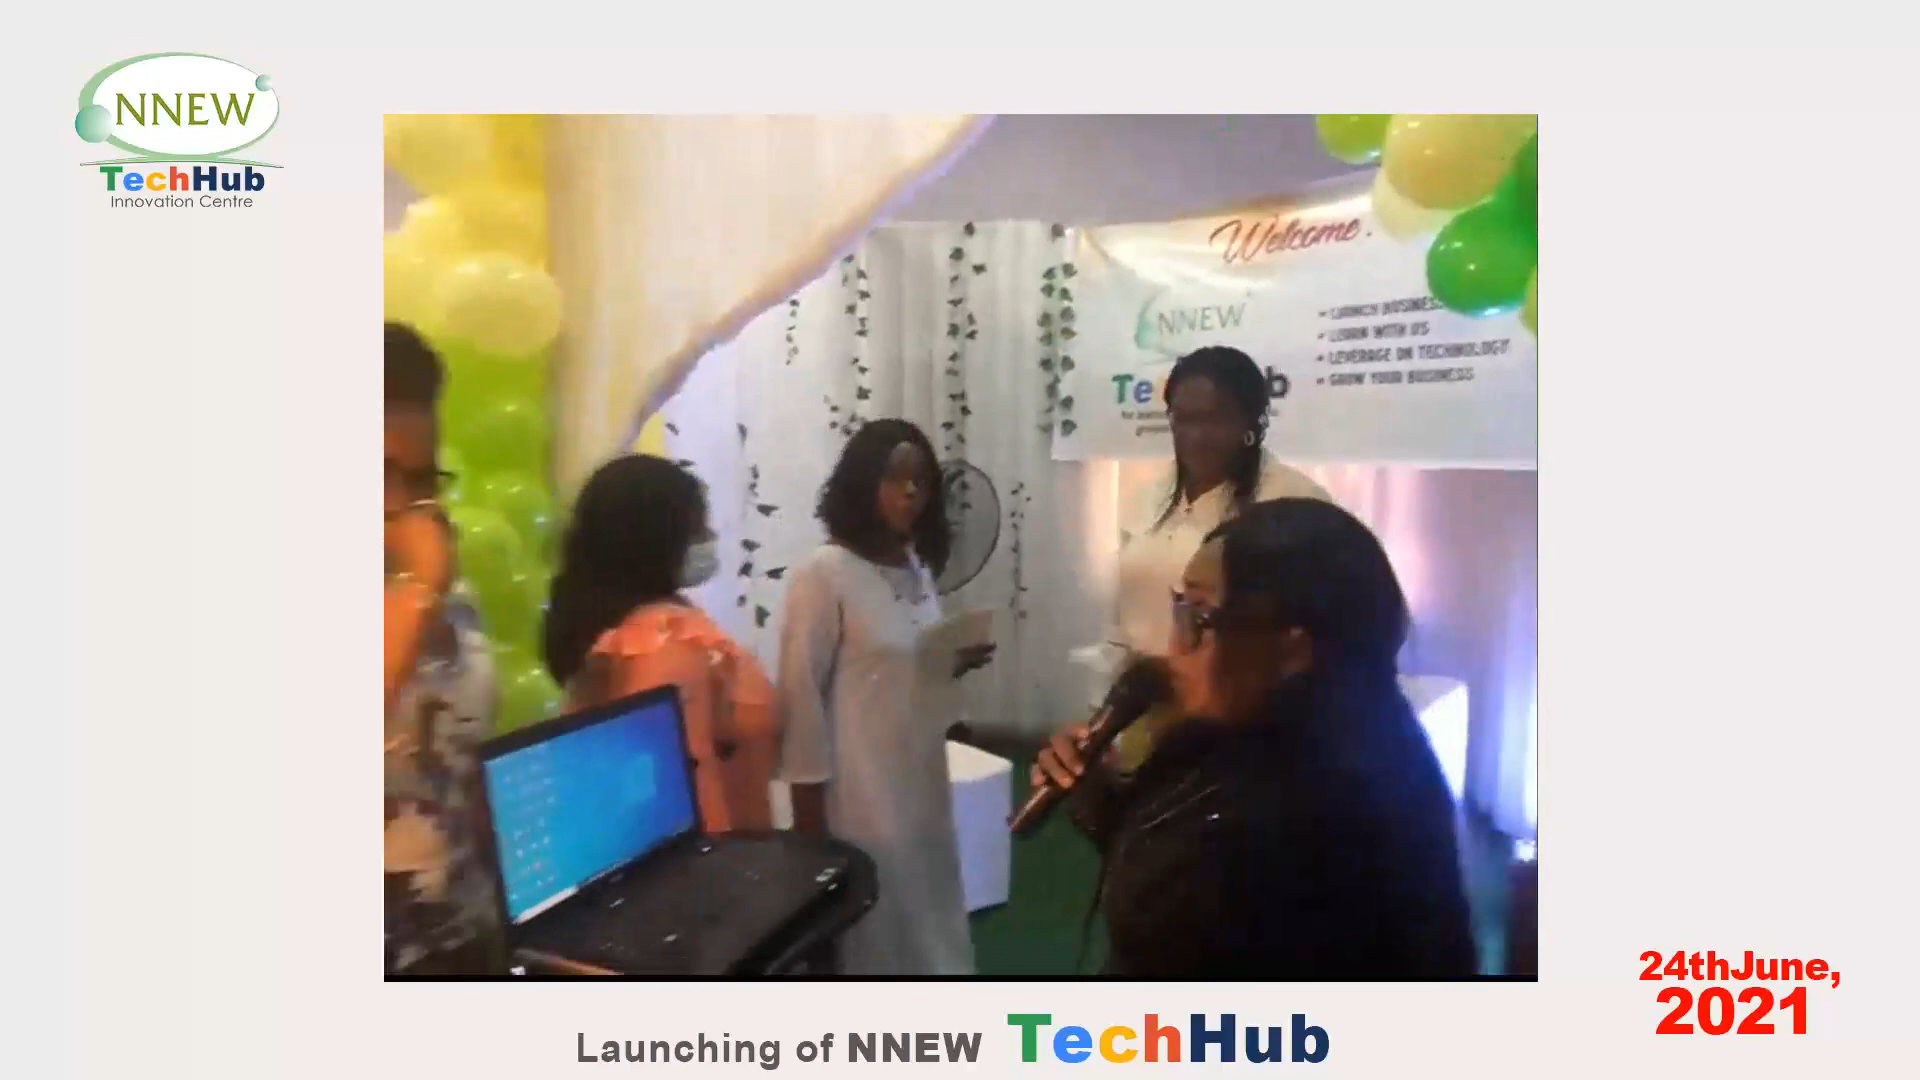 NNEW
TechHub
Innovation Centre
Welcome.
NNEW
- LAUNCH BUSINESS
- LEARN WITH US
- LEVERAGE ON TECHNOLOGY
- GROW YOUR BUSINESS
24thJune,
2021
Launching of NNEW TechHub